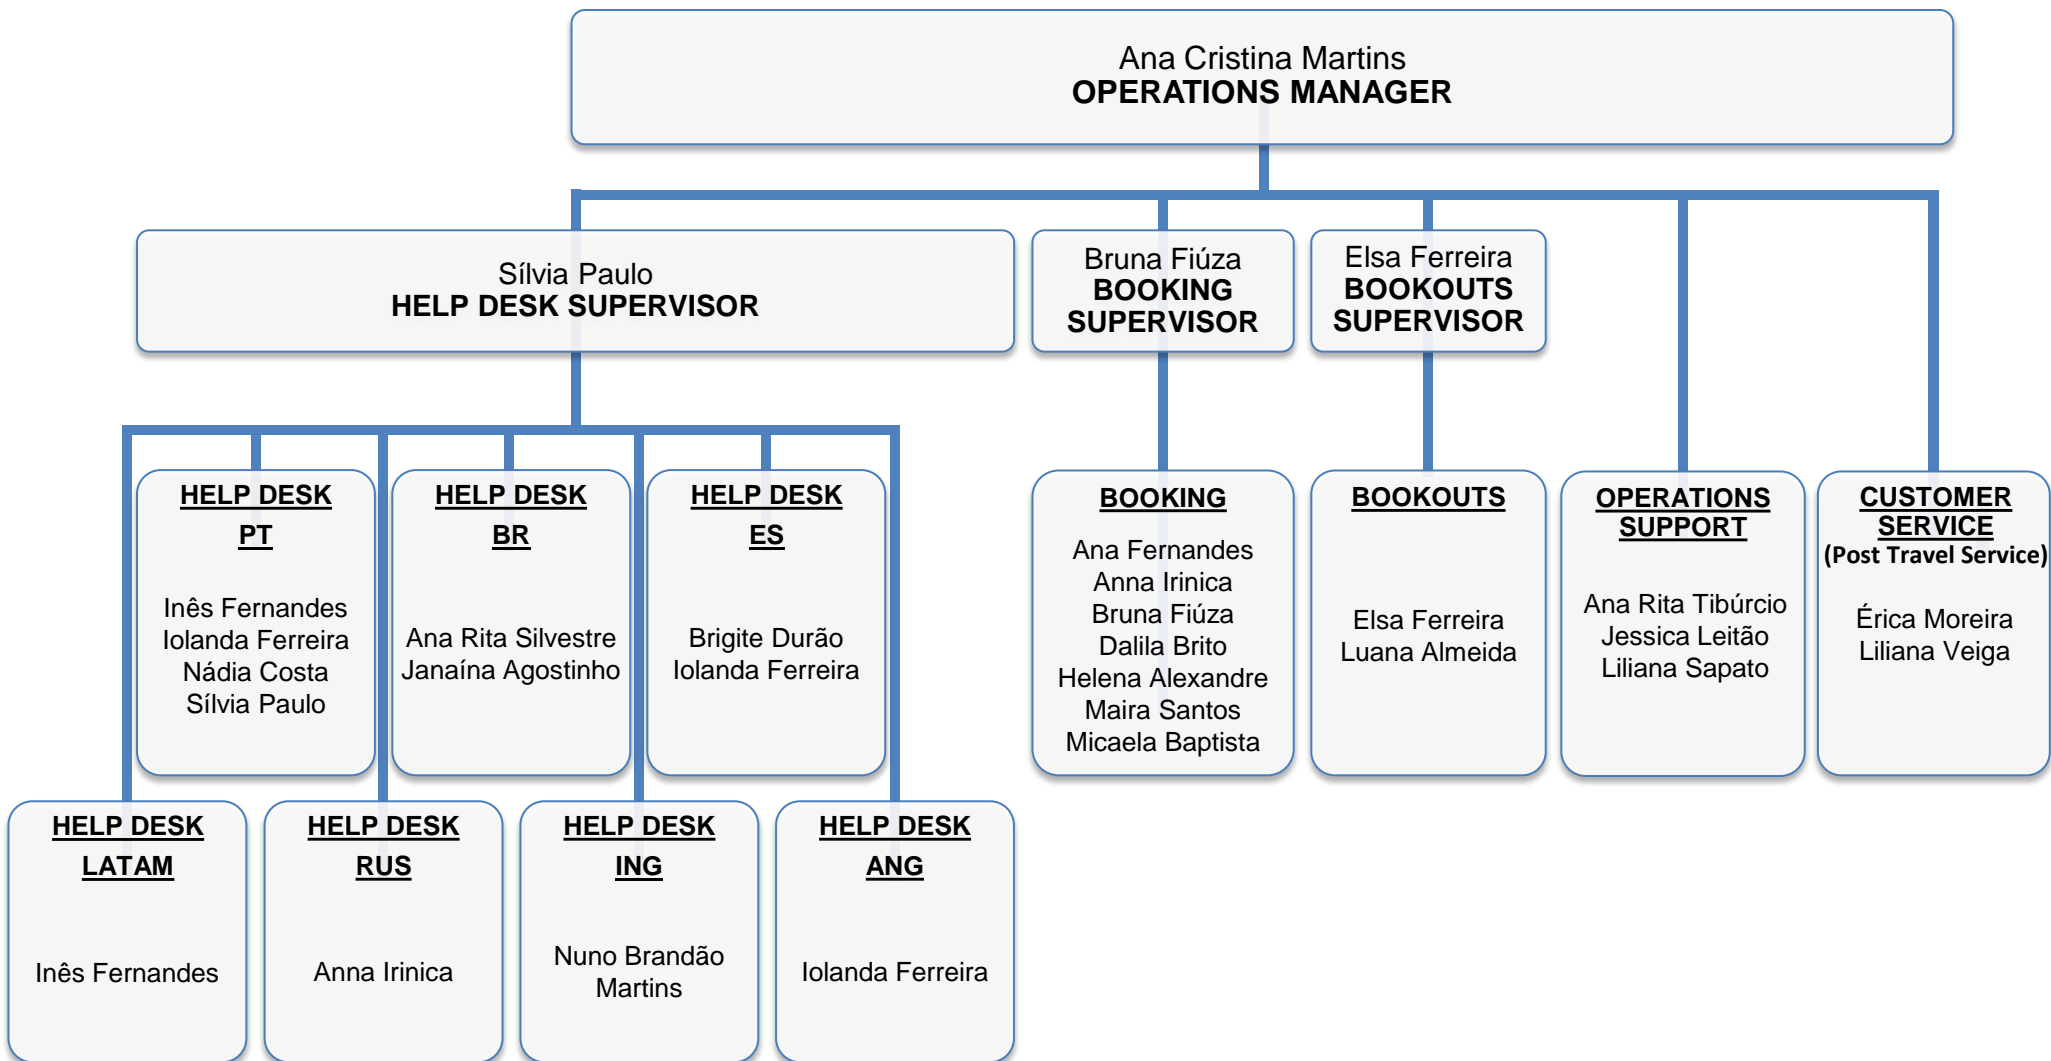 Ana Cristina Martins
OPERATIONS MANAGER
Sílvia Paulo
HELP DESK SUPERVISOR
Bruna Fiúza
BOOKING
SUPERVISOR
Elsa Ferreira
BOOKOUTS
SUPERVISOR
HELP DESK
PT
Inês Fernandes
Iolanda Ferreira
Nádia Costa
Sílvia Paulo
HELP DESK
BR
Ana Rita Silvestre
Janaína Agostinho
HELP DESK
ES
Brigite Durão
Iolanda Ferreira
BOOKING
Ana Fernandes
Anna Irinica
Bruna Fiúza
Dalila Brito
Helena Alexandre
Maira Santos
Micaela Baptista
BOOKOUTS
Elsa Ferreira
Luana Almeida
OPERATIONS
SUPPORT
Ana Rita Tibúrcio
Jessica Leitão
Liliana Sapato
CUSTOMER
SERVICE
(Post Travel Service)
Érica Moreira
Liliana Veiga
HELP DESK
LATAM
Inês Fernandes
HELP DESK
RUS
Anna Irinica
HELP DESK
ING
Nuno Brandão
Martins
HELP DESK
ANG
Iolanda Ferreira